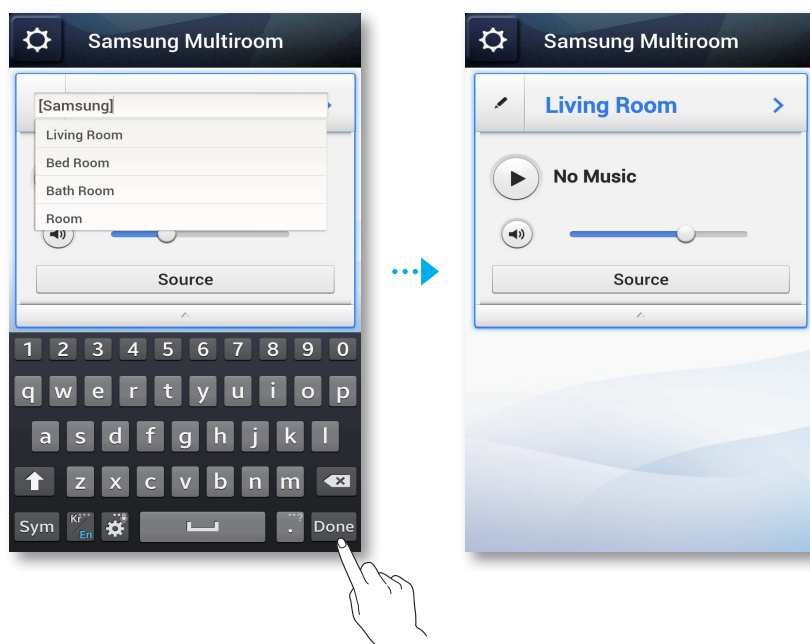 Samsung Multiroom
[Samsung]
Living Room
Bed Room
Bath Room
Room
Source
1 2 3 4 5 6 7 8 9 0
q w e r t y u i o p
a s d f g h j k l
z x c v b n m
Sym En . Done
Samsung Multiroom
Living Room
No Music
Source